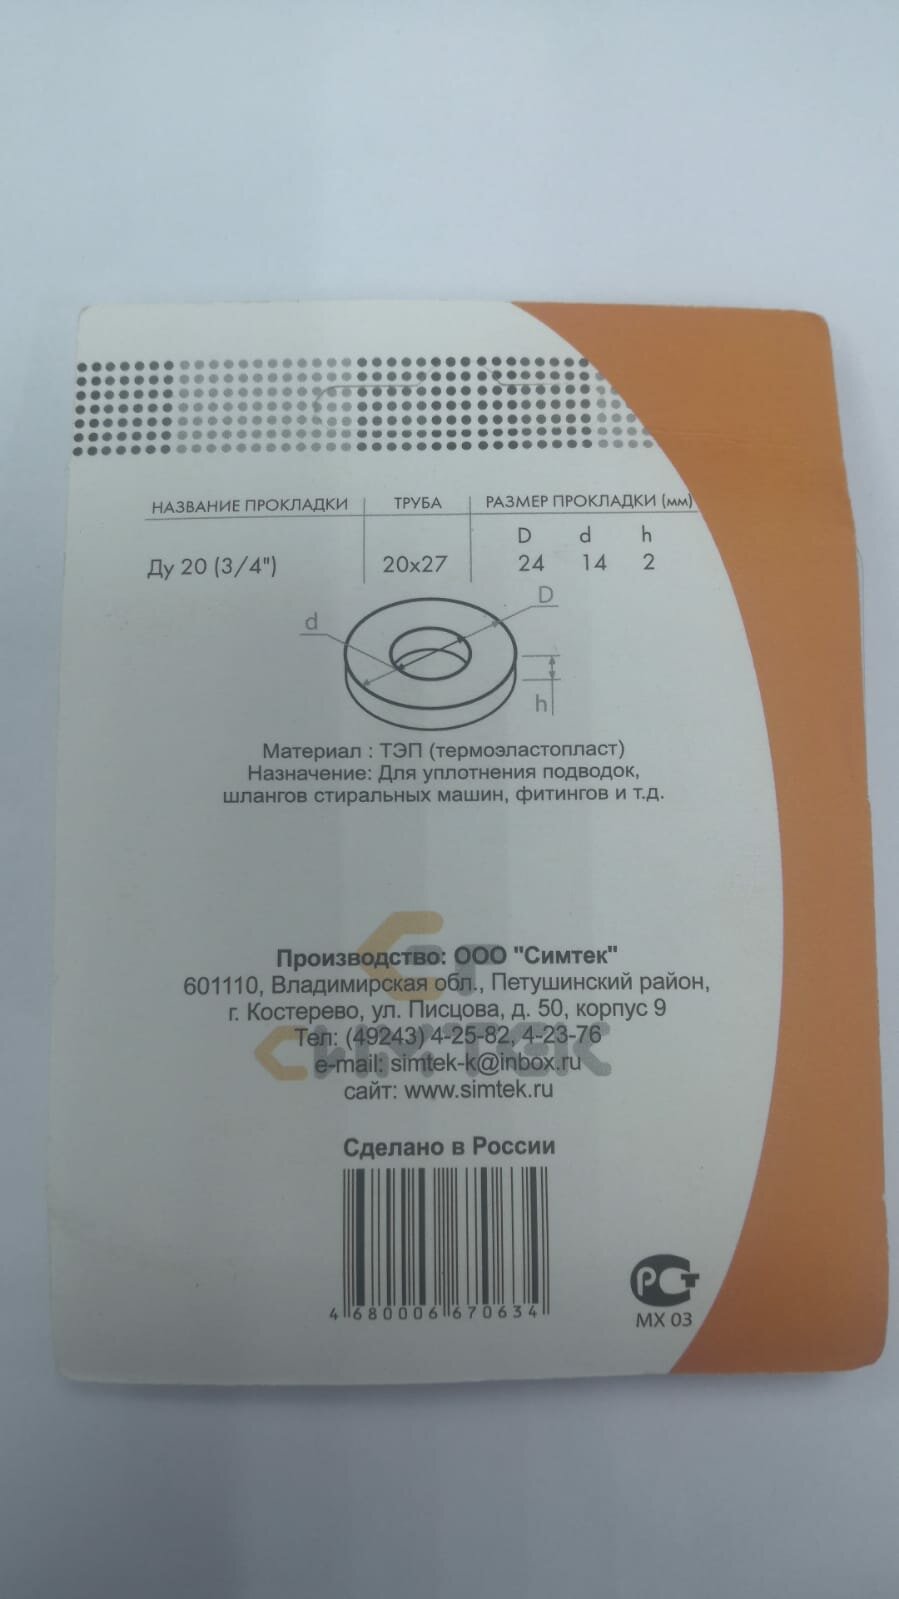 НАЗВАНИЕ ПРОКЛАДКИ ТРУБА РАЗМЕР ПРОКЛАДКИ (мм)
D d h
Ду 20 (3/4") 20х27 24 14 2
D
d
h
Материал : ТЭП (термоэластопласт)
Назначение: Для уплотнения подводок,
шлангов стиральных машин, фитингов и т.д.
Производство: ООО "Симтек"
601110, Владимирская обл., Петушинский район,
г. Костерево, ул. Писцова, д. 50, корпус 9
Тел: (49243) 4-25-82, 4-23-76
СИМТЕК
e-mail: simtek-k@inbox.ru
сайт: www.simtek.ru
Сделано в России
4 680006 670634
РСТ
МХ 03